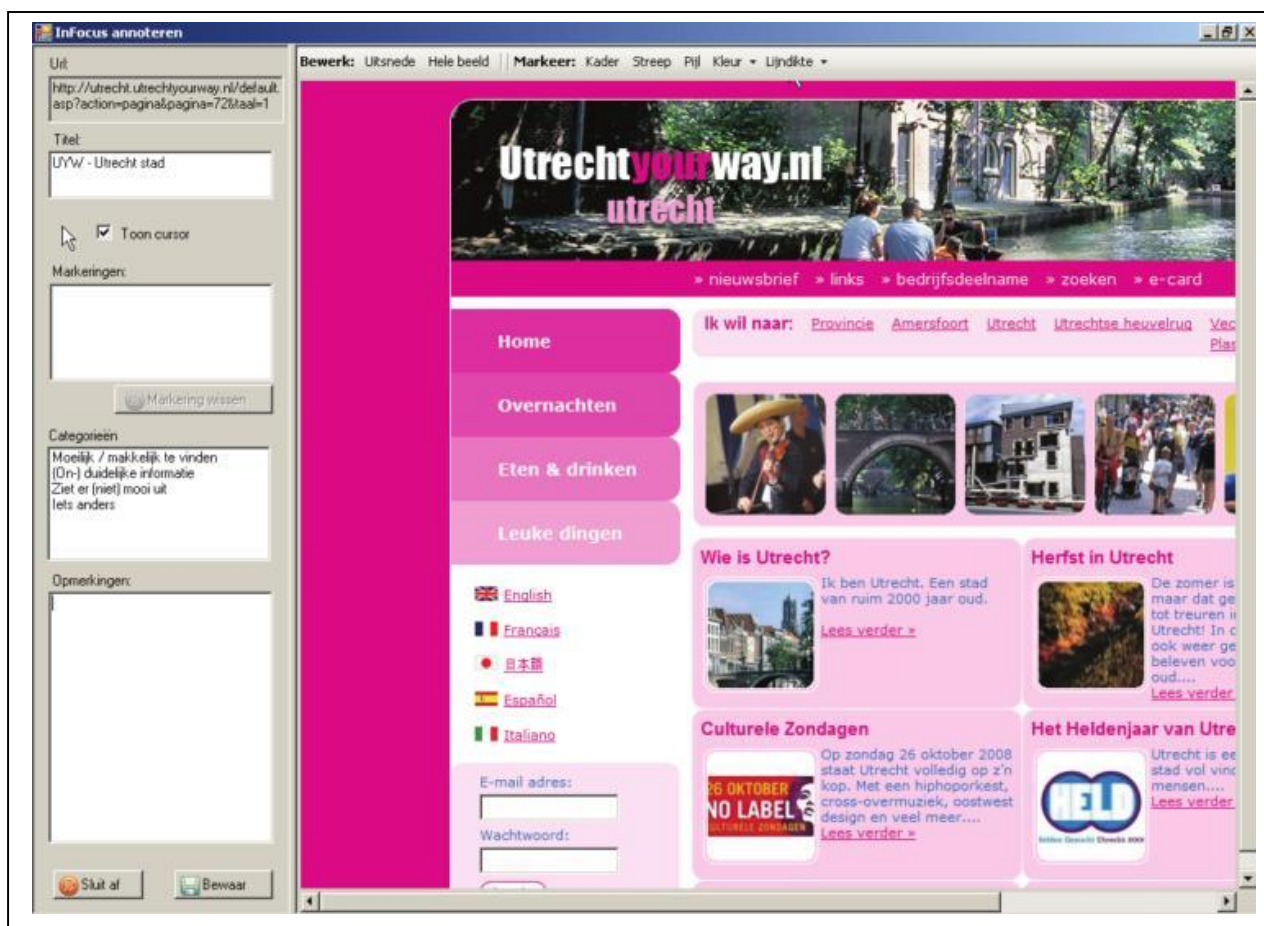 InFocus annoteren
Url:
http://utrecht.utrechtyourway.nl/default.
asp?action=pagina&pagina=72&taal=1
Titel:
UYW - Utrecht stad
Toon cursor
Markeringen:
Markering wissen
Categorieën
Moeilijk / makkelijk te vinden
(On-) duidelijke informatie
Ziet er (niet) mooi uit
Iets anders
Opmerkingen:
Sluit af Bewaar
Bewerk: Uitsnede Hele beeld Markeer: Kader Streep Pijl Kleur Lijndikte
Utrechtyourway.nl
utrecht
» nieuwsbrief » links » bedrijfsdeelname » zoeken » e-card
Home
Overnachten
Eten & drinken
Leuke dingen
English
Français
日本語
Español
Italiano
E-mail adres:
Wachtwoord:
Ik wil naar: Provincie Amersfoort Utrecht Utrechtse heuvelrug Vec
Plas
Wie is Utrecht?
Ik ben Utrecht. Een stad
van ruim 2000 jaar oud.
Lees verder »
Herfst in Utrecht
De zomer is
maar dat ge
tot treuren i
Utrecht! In
ook weer ge
beleven voo
oud....
Lees verder
Culturele Zondagen
26 OKTOBER
NO LABEL
CULTURELE ZONDAGEN
Op zondag 26 oktober 2008
staat Utrecht volledig op z'n
kop. Met een hiphoporkest,
cross-overmuziek, oostwest
design en veel meer....
Lees verder »
Het Heldenjaar van Utre
HELD
Utrecht is ee
stad vol vind
mensen....
Lees verder